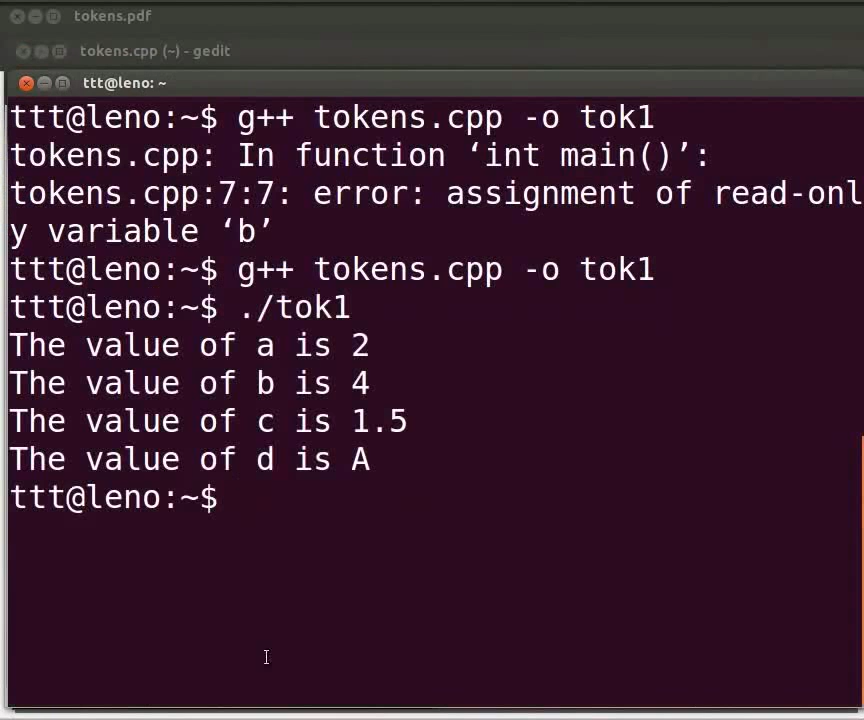 tokens.pdf
tokens.cpp (~) - gedit
ttt@leno: ~
ttt@leno:~$ g++ tokens.cpp -o tok1
tokens.cpp: In function ‘int main()’:
tokens.cpp:7:7: error: assignment of read-onl
y variable ‘b’
ttt@leno:~$ g++ tokens.cpp -o tok1
ttt@leno:~$ ./tok1
The value of a is 2
The value of b is 4
The value of c is 1.5
The value of d is A
ttt@leno:~$